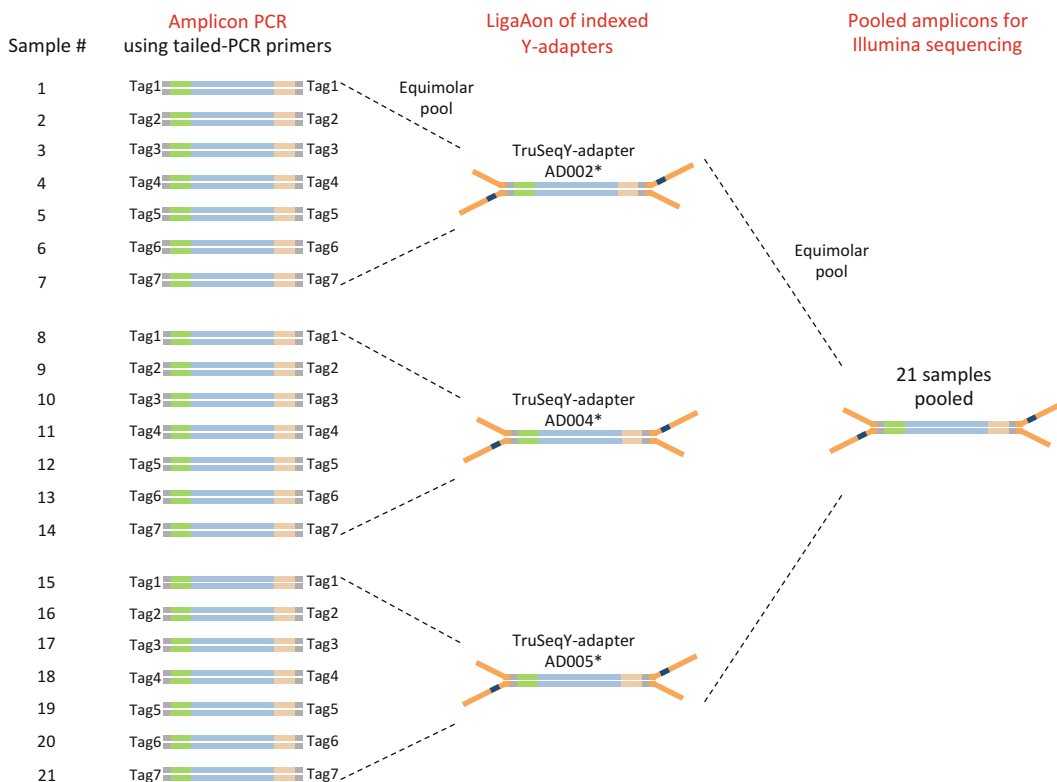 Amplicon PCR
using tailed-PCR primers
LigaAon of indexed
Y-adapters
Pooled amplicons for
Illumina sequencing
Sample #
1 Tag1 Tag1
2 Tag2 Tag2
3 Tag3 Tag3
4 Tag4 Tag4
5 Tag5 Tag5
6 Tag6 Tag6
7 Tag7 Tag7
Equimolar
pool
TruSeqY-adapter
AD002*
Equimolar
pool
8 Tag1 Tag1
9 Tag2 Tag2
10 Tag3 Tag3
11 Tag4 Tag4
12 Tag5 Tag5
13 Tag6 Tag6
14 Tag7 Tag7
TruSeqY-adapter
AD004*
21 samples
pooled
15 Tag1 Tag1
16 Tag2 Tag2
17 Tag3 Tag3
18 Tag4 Tag4
19 Tag5 Tag5
20 Tag6 Tag6
21 Tag7 Tag7
TruSeqY-adapter
AD005*